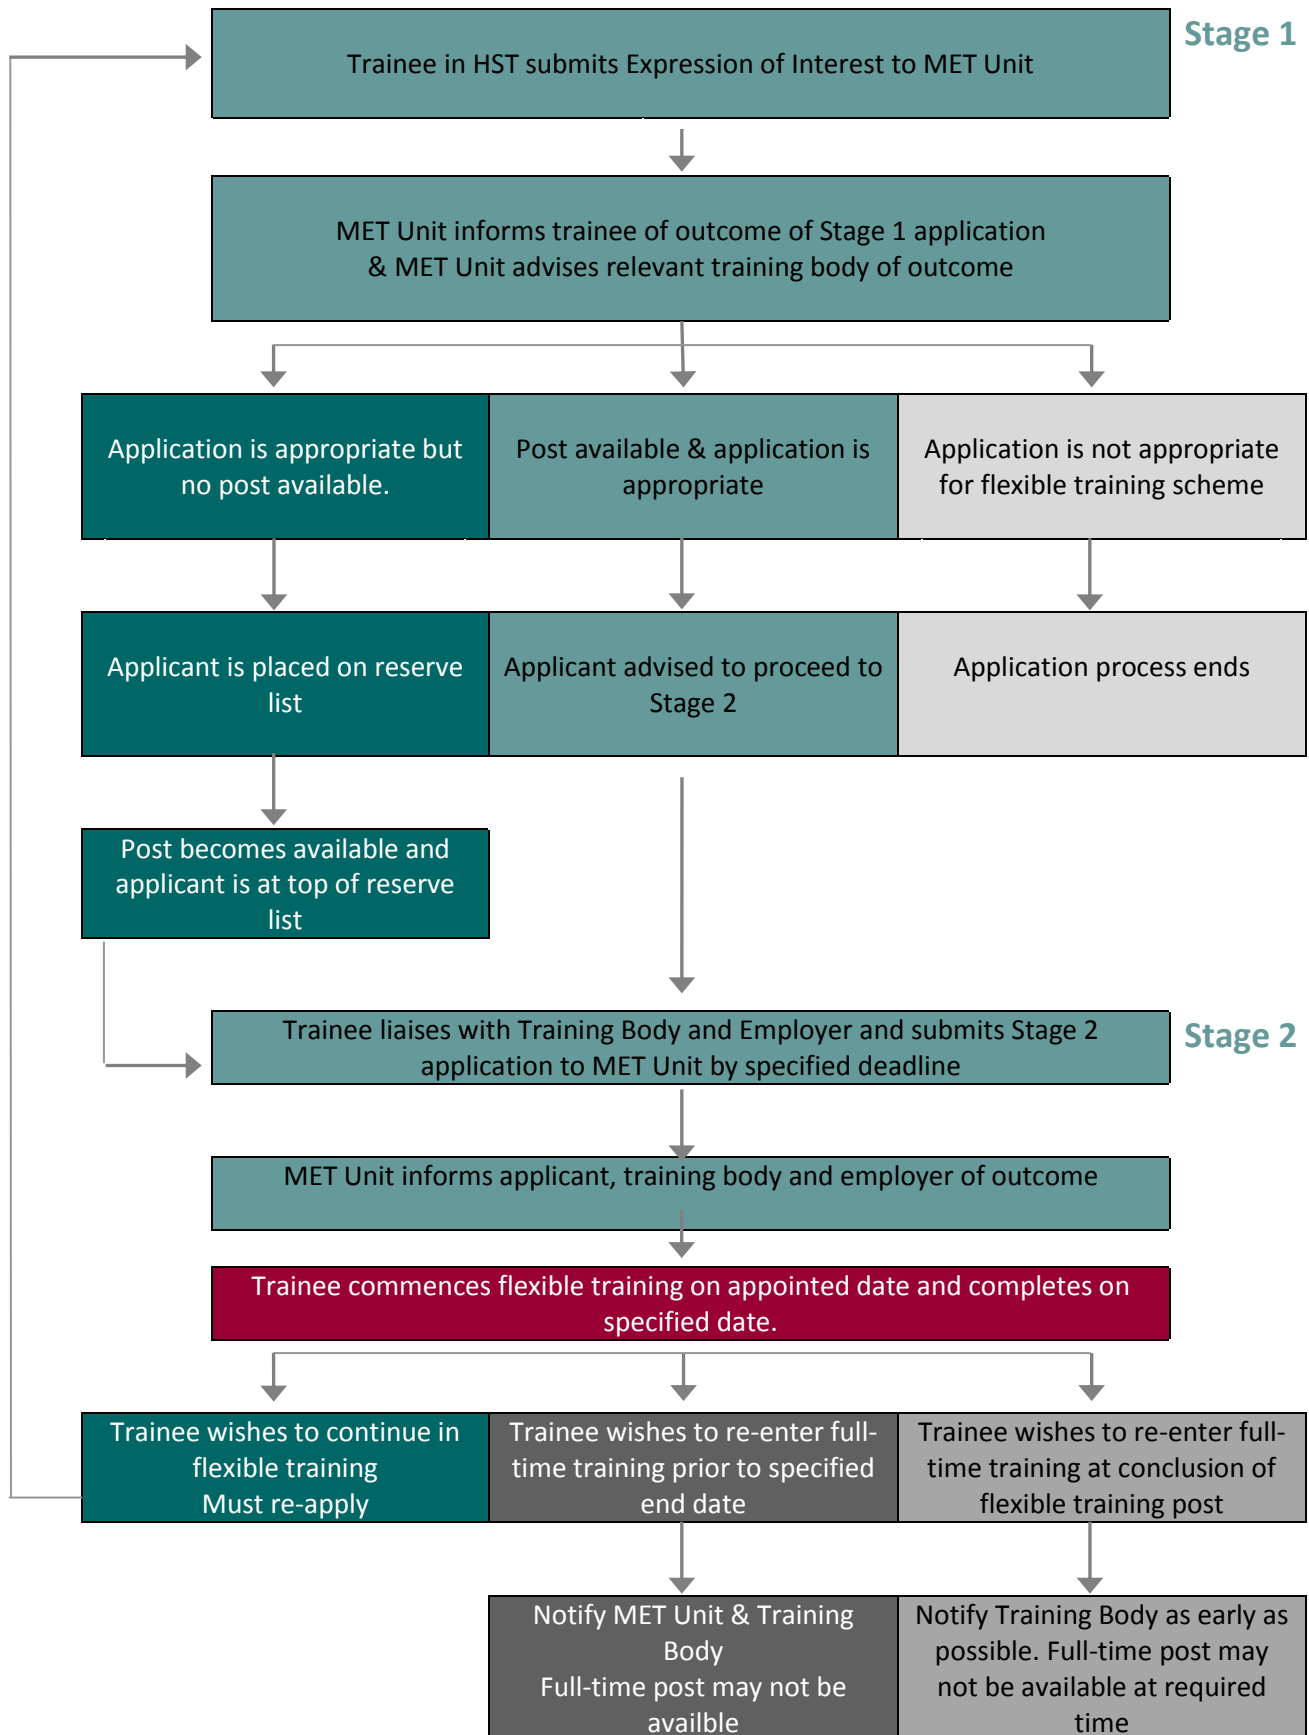 Stage 1
Trainee in HST submits Expression of Interest to MET Unit
MET Unit informs trainee of outcome of Stage 1 application
& MET Unit advises relevant training body of outcome
Application is appropriate but
no post available.
Post available & application is
appropriate
Application is not appropriate
for flexible training scheme
Applicant is placed on reserve
list
Applicant advised to proceed to
Stage 2
Application process ends
Post becomes available and
applicant is at top of reserve
list
Stage 2
Trainee liaises with Training Body and Employer and submits Stage 2
application to MET Unit by specified deadline
MET Unit informs applicant, training body and employer of outcome
Trainee commences flexible training on appointed date and completes on
specified date.
Trainee wishes to continue in
flexible training
Must re-apply
Trainee wishes to re-enter full-
time training prior to specified
end date
Trainee wishes to re-enter full-
time training at conclusion of
flexible training post
Notify MET Unit & Training
Body
Full-time post may not be
availble
Notify Training Body as early as
possible. Full-time post may
not be available at required
time